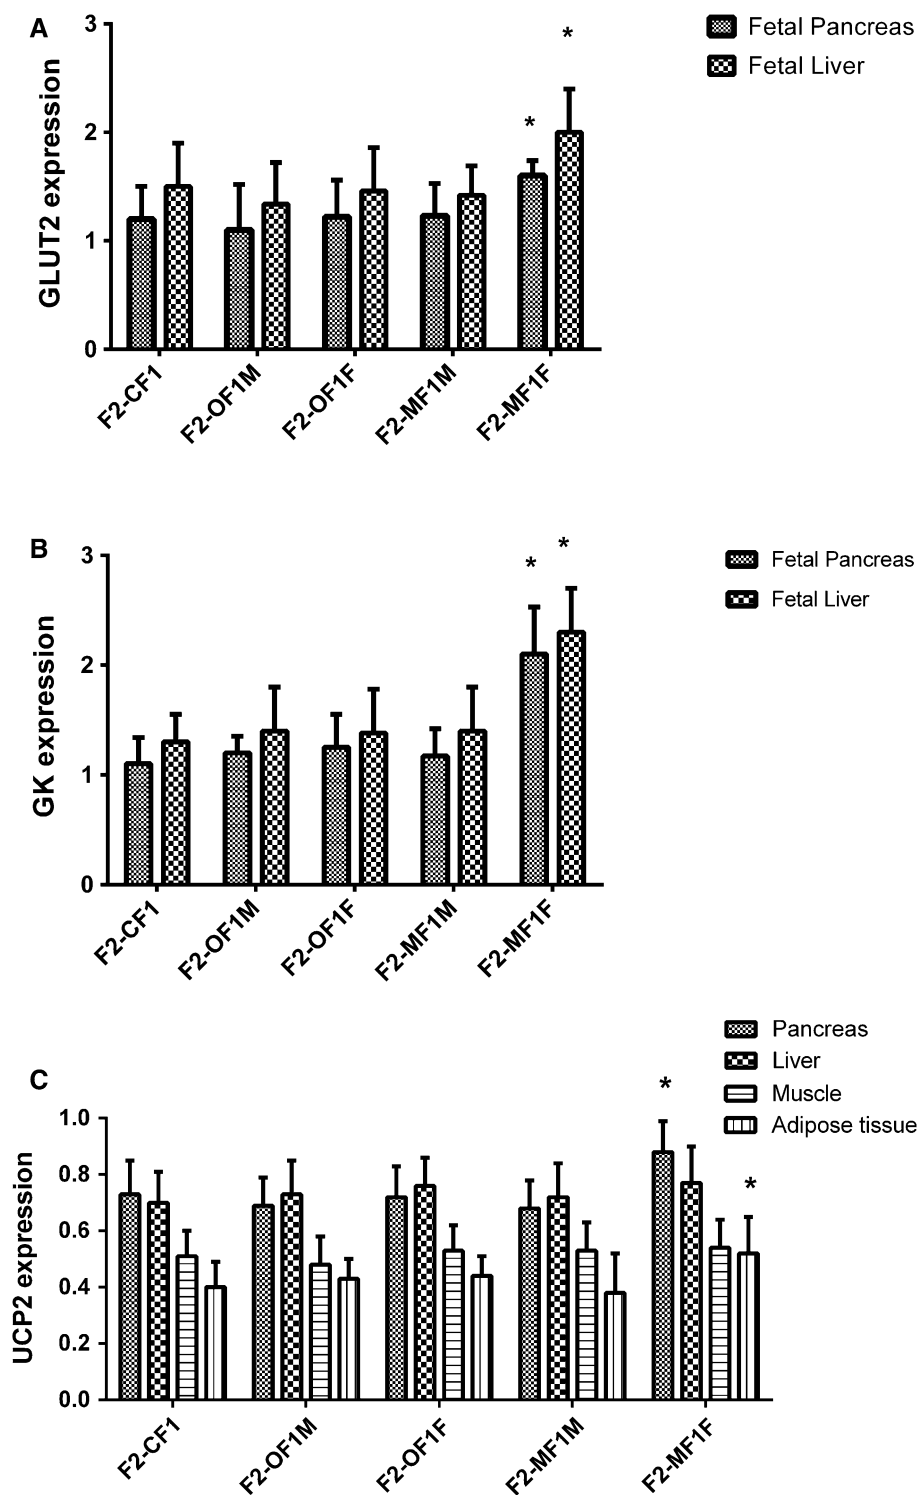 A
GLUT2 expression
3
2
1
0
*
*
F2-CF1
F2-OF1M
F2-OF1F
F2-MF1M
F2-MF1F
Fetal Pancreas
Fetal Liver
B
GK expression
3
2
1
0
*
*
F2-CF1
F2-OF1M
F2-OF1F
F2-MF1M
F2-MF1F
Fetal Pancreas
Fetal Liver
C
UCP2 expression
1.0
0.8
0.6
0.4
0.2
0.0
*
*
F2-CF1
F2-OF1M
F2-OF1F
F2-MF1M
F2-MF1F
Pancreas
Liver
Muscle
Adipose tissue